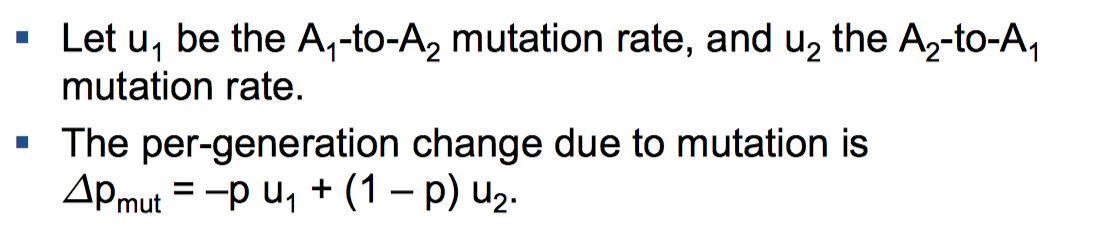 ▪ Let u₁ be the A₁-to-A₂ mutation rate, and u₂ the A₂-to-A₁
mutation rate.
▪ The per-generation change due to mutation is
Δpₘᵤₜ = –p u₁ + (1 – p) u₂.